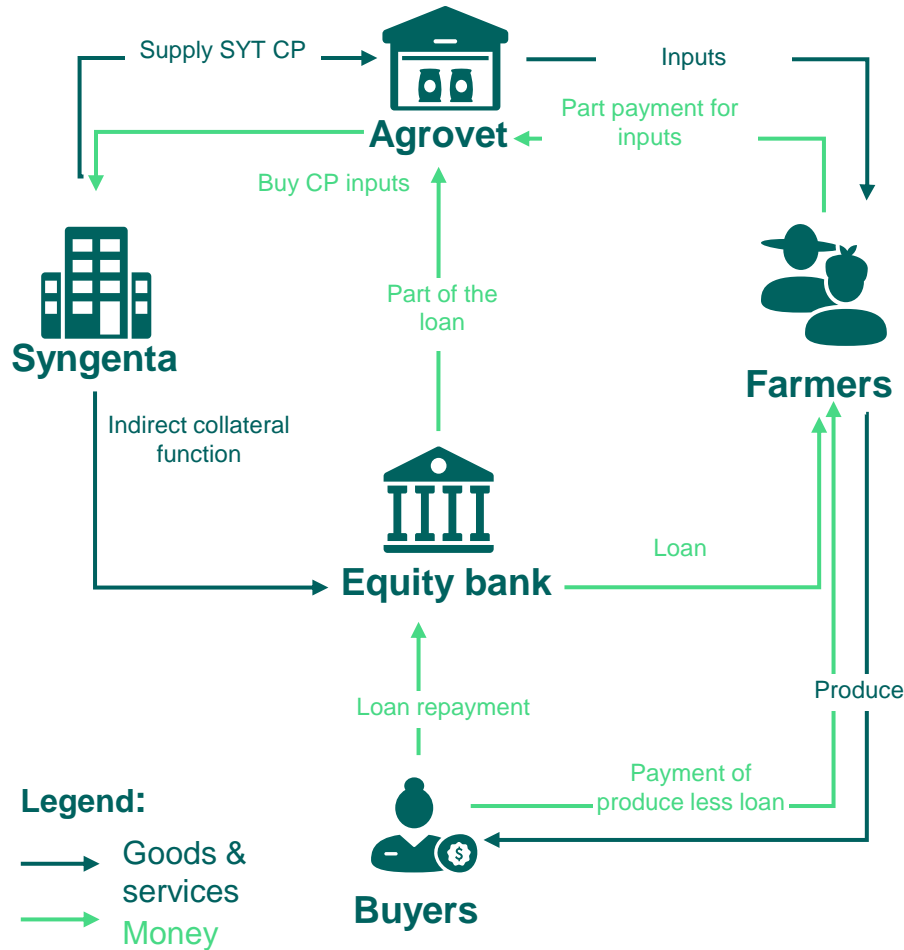 Supply SYT CP
Inputs
Agrovet
Part payment for
inputs
Buy CP inputs
Part of the
loan
Syngenta
Farmers
Indirect collateral
function
Loan
Equity bank
Produce
Loan repayment
Payment of
produce less loan
Legend:
Goods &
services
Money
$
Buyers